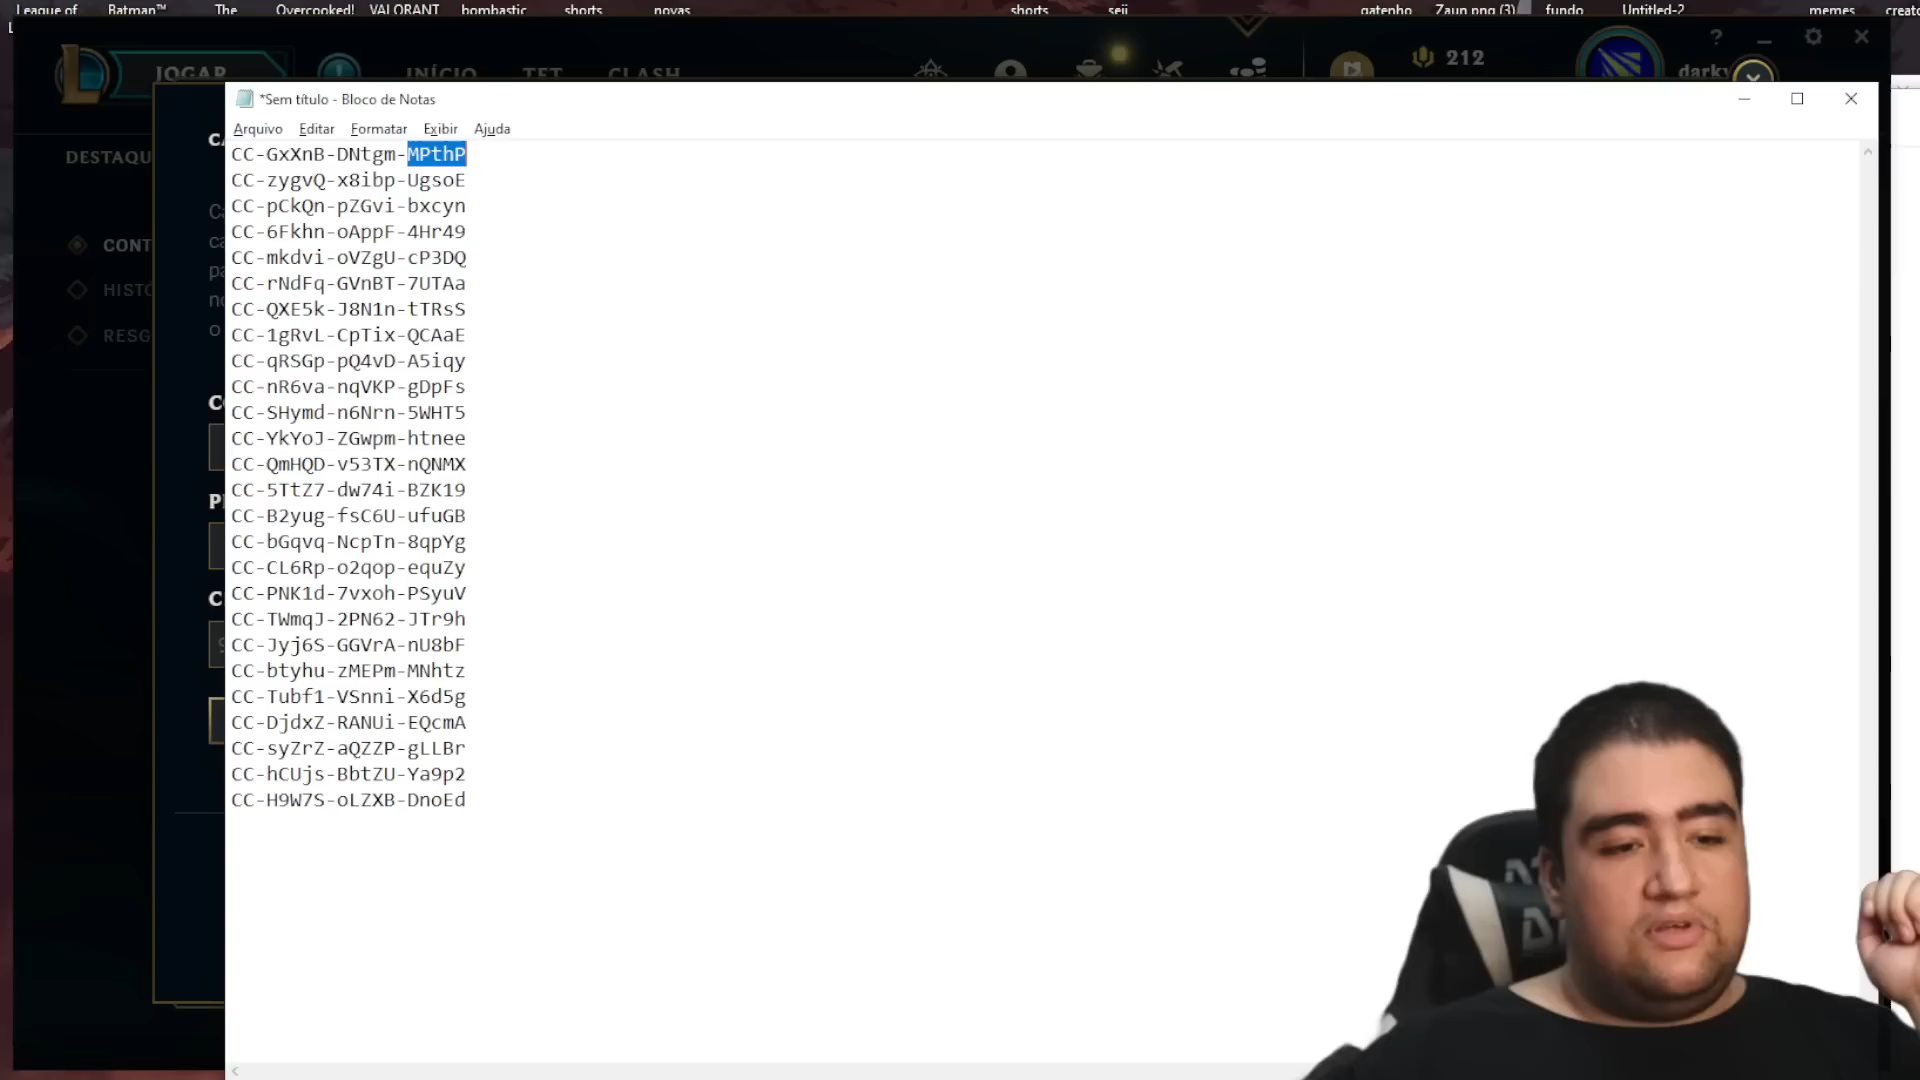 League of Batman™ The Overcooked! VALORANT bombastic shorts novas shorts seii gatenho Zaun.png (3) fundo Untitled-2 memes
JOGAR INÍCIO TFT CLASH 212 ?
darky
*Sem título - Bloco de Notas
Arquivo Editar Formatar Exibir Ajuda
DESTAQU
CONT
HISTÓ
RESG
CC-GxXnB-DNtgm-MPthP
CC-zygvQ-x8ibp-UgsoE
CC-pCkQn-pZGvi-bxcyn
CC-6Fkhn-oAppF-4Hr49
CC-mkdvi-oVZgU-cP3DQ
CC-rNdFq-GVnBT-7UTAa
CC-QXE5k-J8N1n-tTRsS
CC-1gRvL-CpTix-QCAaE
CC-qRSGp-pQ4vD-A5iqy
CC-nR6va-nqVKP-gDpFs
CC-SHymd-n6Nrn-5WHT5
CC-YkYoJ-ZGwpm-htnee
CC-QmHQD-v53TX-nQNMX
CC-5TtZ7-dw74i-BZK19
CC-B2yug-fsC6U-ufuGB
CC-bGqvq-NcpTn-8qpYg
CC-CL6Rp-o2qop-equZy
CC-PNK1d-7vxoh-PSyuV
CC-TWmqJ-2PN62-JTr9h
CC-Jyj6S-GGVrA-nU8bF
CC-btyhu-zMEPm-MNhtz
CC-Tubf1-VSnni-X6d5g
CC-DjdxZ-RANUi-EQcmA
CC-syZrZ-aQZZP-gLLBr
CC-hCUjs-BbtZU-Ya9p2
CC-H9W7S-oLZXB-DnoEd